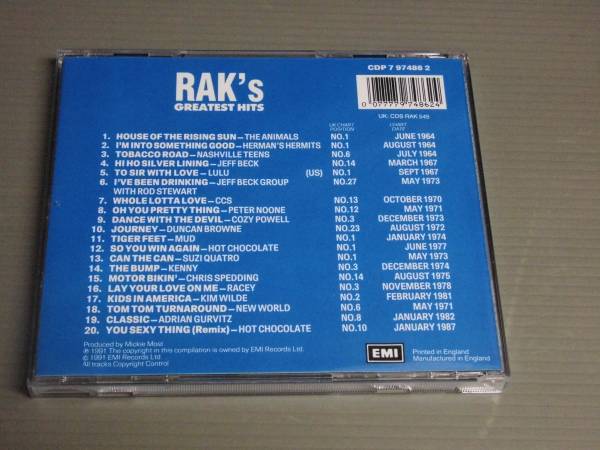 CDP 7 97486 2
RAK's
GREATEST HITS
0 077779 748624
UK: CDS RAK 545
UK CHART POSITION
CHART DATE
1. HOUSE OF THE RISING SUN – THE ANIMALS NO.1 JUNE 1964
2. I'M INTO SOMETHING GOOD – HERMAN'S HERMITS NO.1 AUGUST 1964
3. TOBACCO ROAD – NASHVILLE TEENS NO.6 JULY 1964
4. HI HO SILVER LINING – JEFF BECK NO.14 MARCH 1967
5. TO SIR WITH LOVE – LULU (US) NO.1 SEPT 1967
6. I'VE BEEN DRINKING – JEFF BECK GROUP NO.27 MAY 1973
WITH ROD STEWART
7. WHOLE LOTTA LOVE – CCS NO.13 OCTOBER 1970
8. OH YOU PRETTY THING – PETER NOONE NO.12 MAY 1971
9. DANCE WITH THE DEVIL – COZY POWELL NO.3 DECEMBER 1973
10. JOURNEY – DUNCAN BROWNE NO.23 AUGUST 1972
11. TIGER FEET – MUD NO.1 JANUARY 1974
12. SO YOU WIN AGAIN – HOT CHOCOLATE NO.1 JUNE 1977
13. CAN THE CAN – SUZI QUATRO NO.1 MAY 1973
14. THE BUMP – KENNY NO.3 DECEMBER 1974
15. MOTOR BIKIN' – CHRIS SPEDDING NO.14 AUGUST 1975
16. LAY YOUR LOVE ON ME – RACEY NO.3 NOVEMBER 1978
17. KIDS IN AMERICA – KIM WILDE NO.2 FEBRUARY 1981
18. TOM TOM TURNAROUND – NEW WORLD NO.6 MAY 1971
19. CLASSIC – ADRIAN GURVITZ NO.8 JANUARY 1982
20. YOU SEXY THING (Remix) – HOT CHOCOLATE NO.10 JANUARY 1987
Produced by Mickie Most
℗ 1991 The copyright in this compilation is owned by EMI Records Ltd.
© 1991 EMI Records Ltd.
All tracks Copyright Control
EMI
Printed in England
Manufactured in England